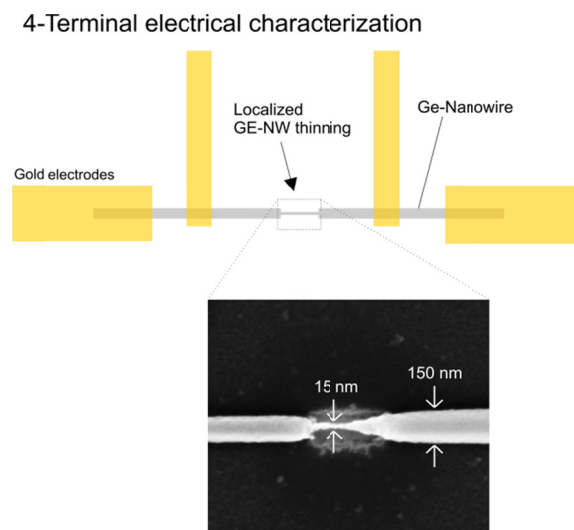 4-Terminal electrical characterization
Localized
GE-NW thinning
Ge-Nanowire
Gold electrodes
15 nm
150 nm